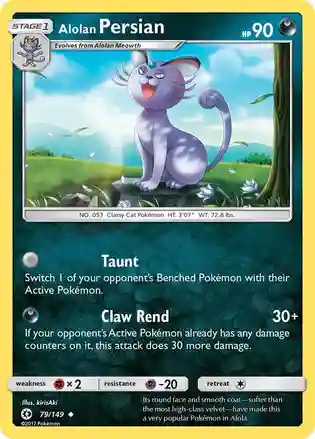 STAGE 1
Alolan Persian
HP 90
Evolves from Alolan Meowth
NO. 053 Classy Cat Pokémon HT: 3'07" WT: 72.8 lbs.
Taunt
Switch 1 of your opponent's Benched Pokémon with their
Active Pokémon.
Claw Rend 30+
If your opponent's Active Pokémon already has any damage
counters on it, this attack does 30 more damage.
weakness × 2 resistance -20 retreat
Illus. kirisAki
79/149
©2017 Pokémon
Its round face and smooth coat—softer than
the most high-class velvet—have made this
a very popular Pokémon in Alola.